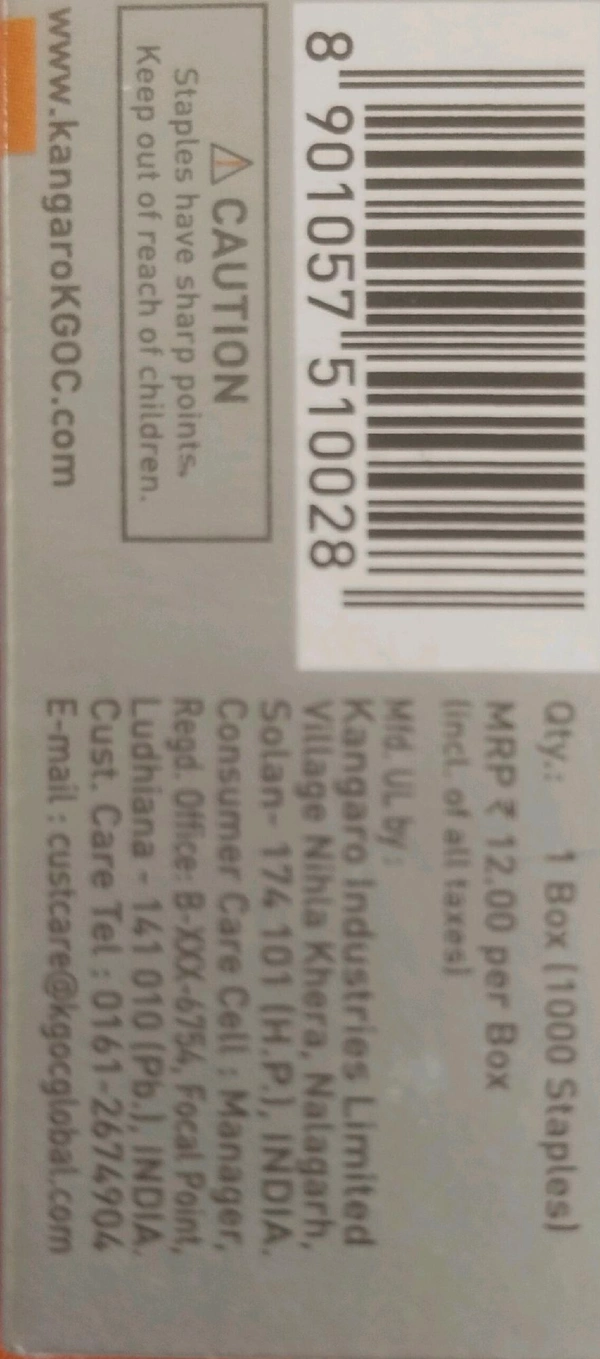 8 901057 510028
⚠ CAUTION
Staples have sharp points.
Keep out of reach of children.
www.kangaroKGOC.com
Qty.: 1 Box (1000 Staples)
MRP ₹ 12.00 per Box
(incl. of all taxes)
Mfd. UL by :
Kangaro Industries Limited
Village Nihla Khera, Nalagarh,
Solan- 174 101 (H.P.), INDIA.
Consumer Care Cell : Manager,
Regd. Office: B-XXX-6754, Focal Point,
Ludhiana - 141 010 (Pb.), INDIA.
Cust. Care Tel : 0161-2674904
E-mail : custcare@kgocglobal.com